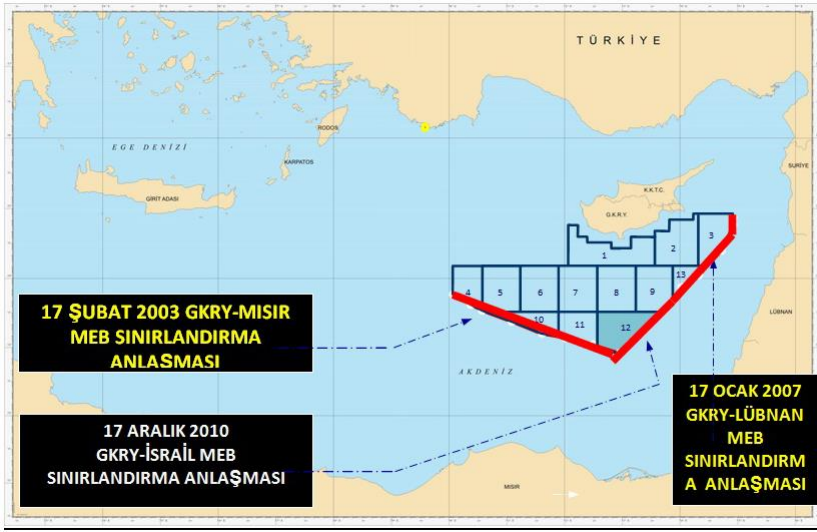 TÜRKİYE
EGE DENİZİ
RODOS
KARPATOS
GİRİT ADASI
K.K.T.C.
G.K.R.Y.
SURİYE
LÜBNAN
1
2
3
13
4
5
6
7
8
9
10
11
12
17 ŞUBAT 2003 GKRY-MISIR
MEB SINIRLANDIRMA
ANLAŞMASI
AKDENİZ
17 ARALIK 2010
GKRY-İSRAİL MEB
SINIRLANDIRMA ANLAŞMASI
17 OCAK 2007
GKRY-LÜBNAN
MEB
SINIRLANDIRM
A ANLAŞMASI
MISIR